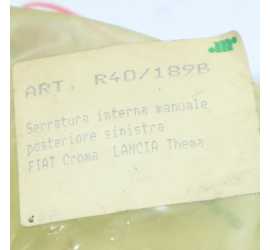 ART. R40/189B
Serratura interna manuale
posteriore sinistra
FIAT Croma LANCIA Thema